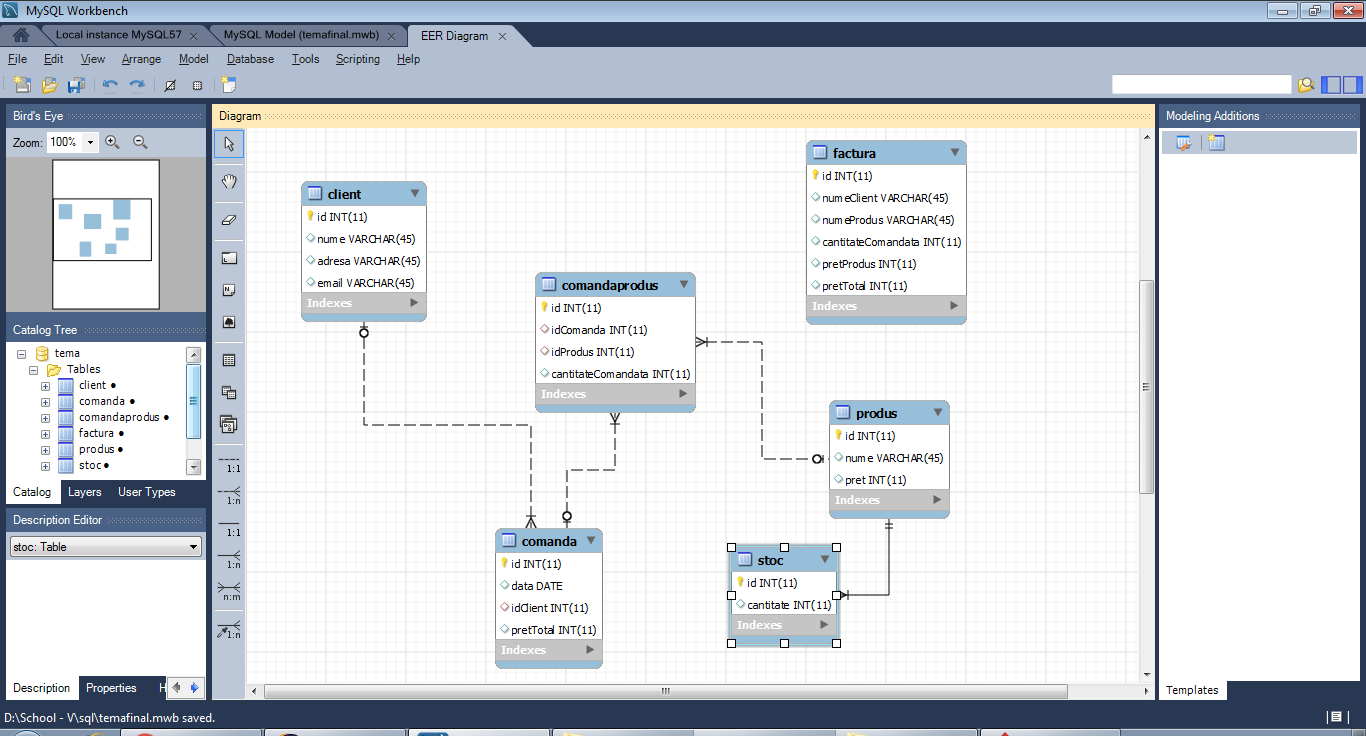 MySQL Workbench
Local instance MySQL57
MySQL Model (temafinal.mwb)
EER Diagram
File Edit View Arrange Model Database Tools Scripting Help
Bird's Eye
Zoom: 100%
Catalog Tree
tema
Tables
client
comanda
comandaprodus
factura
produs
stoc
Catalog Layers User Types
Description Editor
stoc: Table
Description Properties H
Diagram
1:1
1:n
1:1
1:n
n:m
1:n
client
id INT(11)
nume VARCHAR(45)
adresa VARCHAR(45)
email VARCHAR(45)
Indexes
comandaprodus
id INT(11)
idComanda INT(11)
idProdus INT(11)
cantitateComandata INT(11)
Indexes
factura
id INT(11)
numeClient VARCHAR(45)
numeProdus VARCHAR(45)
cantitateComandata INT(11)
pretProdus INT(11)
pretTotal INT(11)
Indexes
produs
id INT(11)
nume VARCHAR(45)
pret INT(11)
Indexes
comanda
id INT(11)
data DATE
idClient INT(11)
pretTotal INT(11)
Indexes
stoc
id INT(11)
cantitate INT(11)
Indexes
Modeling Additions
Templates
D:\School - V\sql\temafinal.mwb saved.